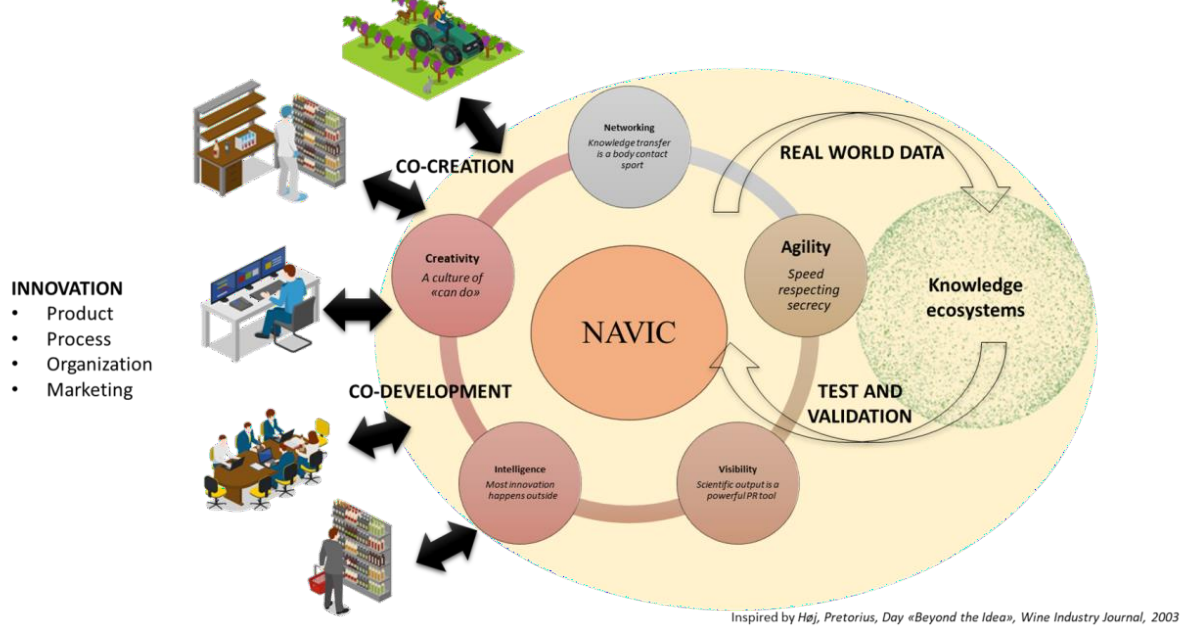 INNOVATION
• Product
• Process
• Organization
• Marketing
CO-CREATION
CO-DEVELOPMENT
Networking
Knowledge transfer
is a body contact
sport
Creativity
A culture of
«can do»
Agility
Speed
respecting
secrecy
NAVIC
Intelligence
Most innovation
happens outside
Visibility
Scientific output is a
powerful PR tool
REAL WORLD DATA
Knowledge
ecosystems
TEST AND
VALIDATION
Inspired by Høj, Pretorius, Day «Beyond the Idea», Wine Industry Journal, 2003